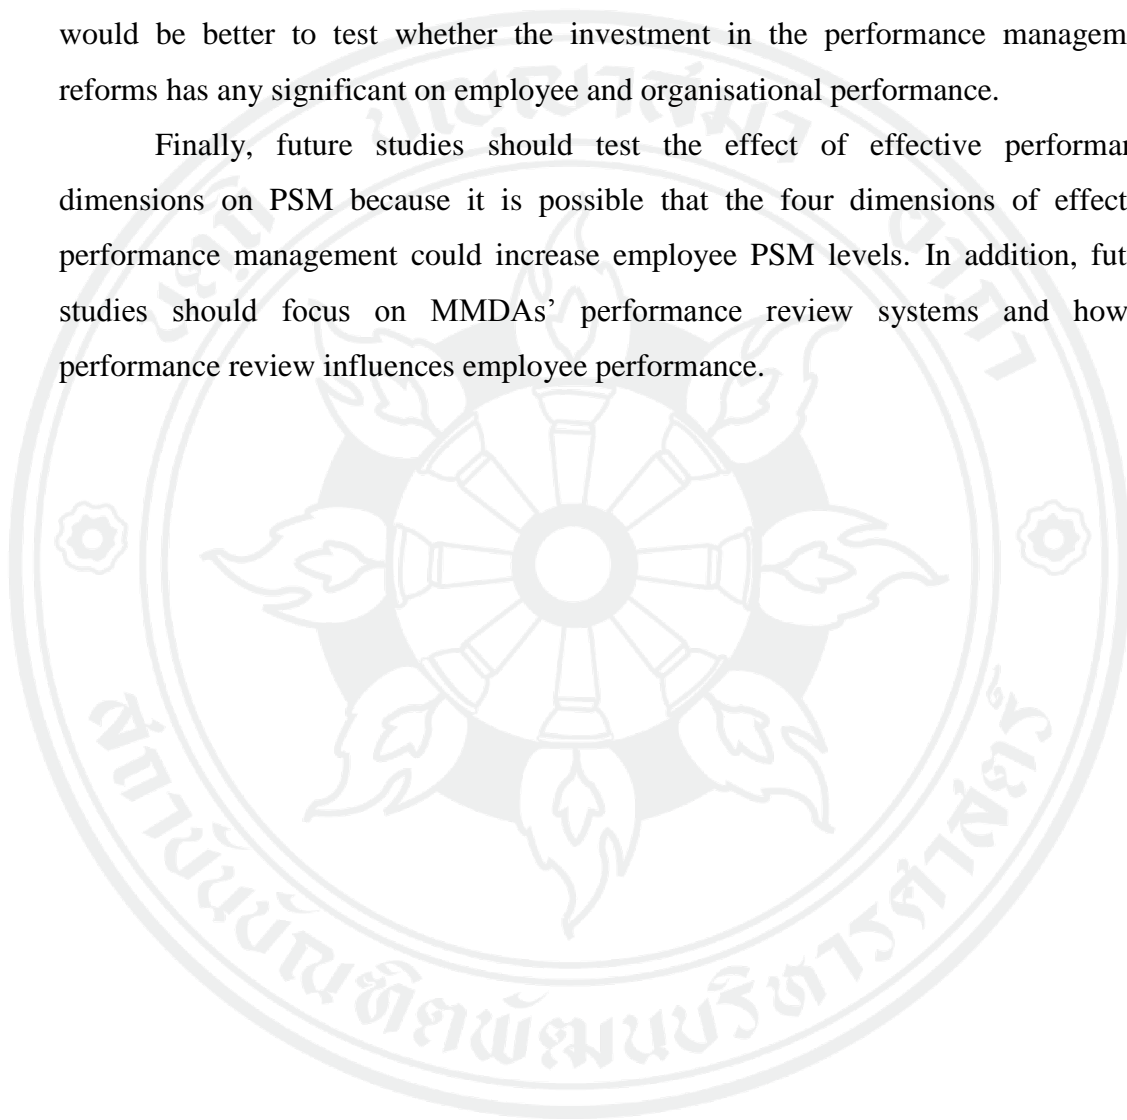 would be better to test whether the investment in the performance managem
reforms has any significant on employee and organisational performance.
Finally, future studies should test the effect of effective performan
dimensions on PSM because it is possible that the four dimensions of effect
performance management could increase employee PSM levels. In addition, fut
studies should focus on MMDAs’ performance review systems and how
performance review influences employee performance.
สถาบันบัณฑิตพัฒนบริหารศาสตร์